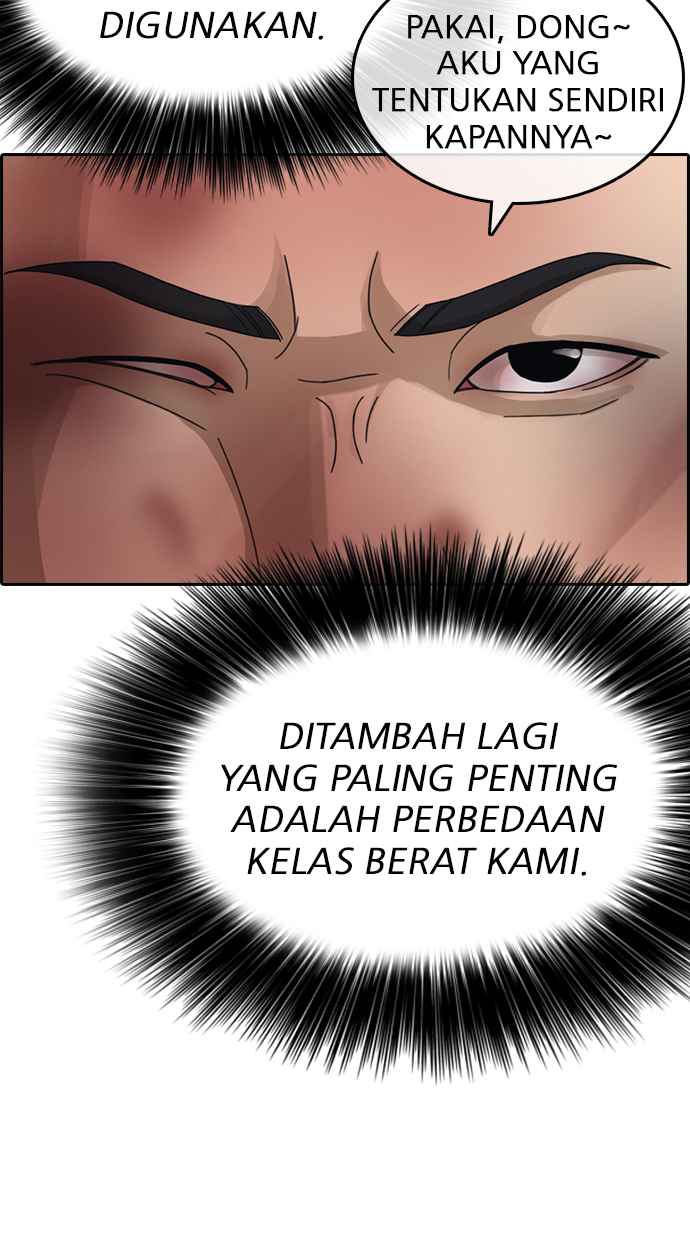 DIGUNAKAN.
PAKAI, DONG~
AKU YANG
TENTUKAN SENDIRI
KAPANNYA~
DITAMBAH LAGI
YANG PALING PENTING
ADALAH PERBEDAAN
KELAS BERAT KAMI.